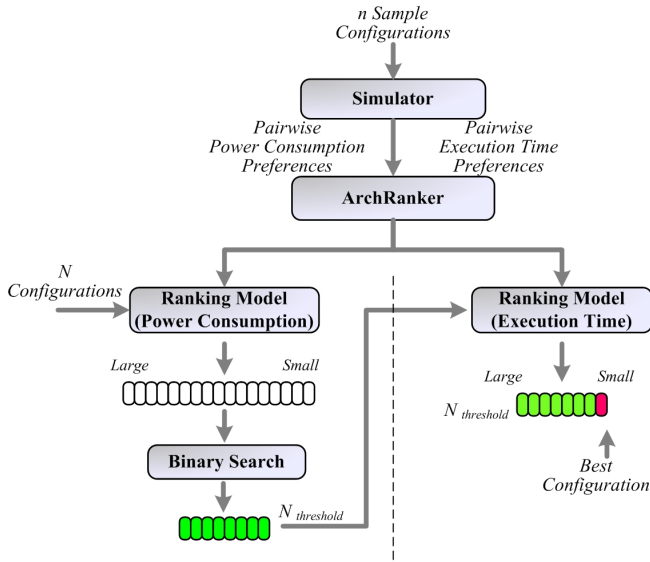 n Sample
Configurations
Simulator
Pairwise
Power Consumption
Preferences
Pairwise
Execution Time
Preferences
ArchRanker
N
Configurations
Ranking Model
(Power Consumption)
Large
Small
Binary Search
N threshold
Ranking Model
(Execution Time)
Large
Small
N threshold
Best
Configuration